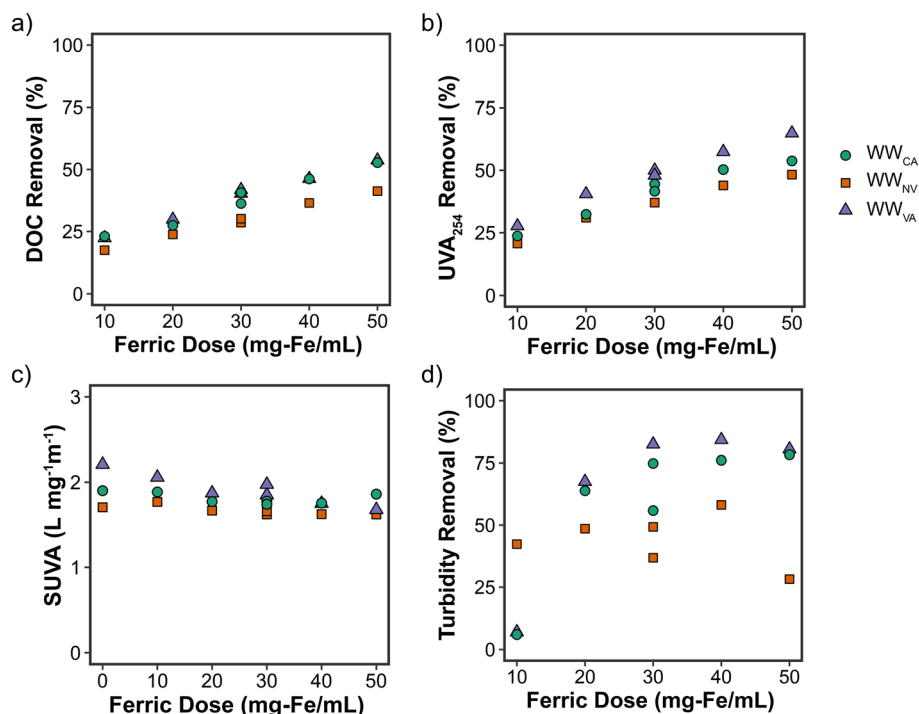 a)
100
75
50
25
0
DOC Removal (%)
10 20 30 40 50
Ferric Dose (mg-Fe/mL)
b)
100
75
50
25
0
UVA₂₅₄ Removal (%)
10 20 30 40 50
Ferric Dose (mg-Fe/mL)
WW_CA
WW_NV
WW_VA
c)
3
2
1
0
SUVA (L mg⁻¹m⁻¹)
0 10 20 30 40 50
Ferric Dose (mg-Fe/mL)
d)
100
75
50
25
0
Turbidity Removal (%)
10 20 30 40 50
Ferric Dose (mg-Fe/mL)